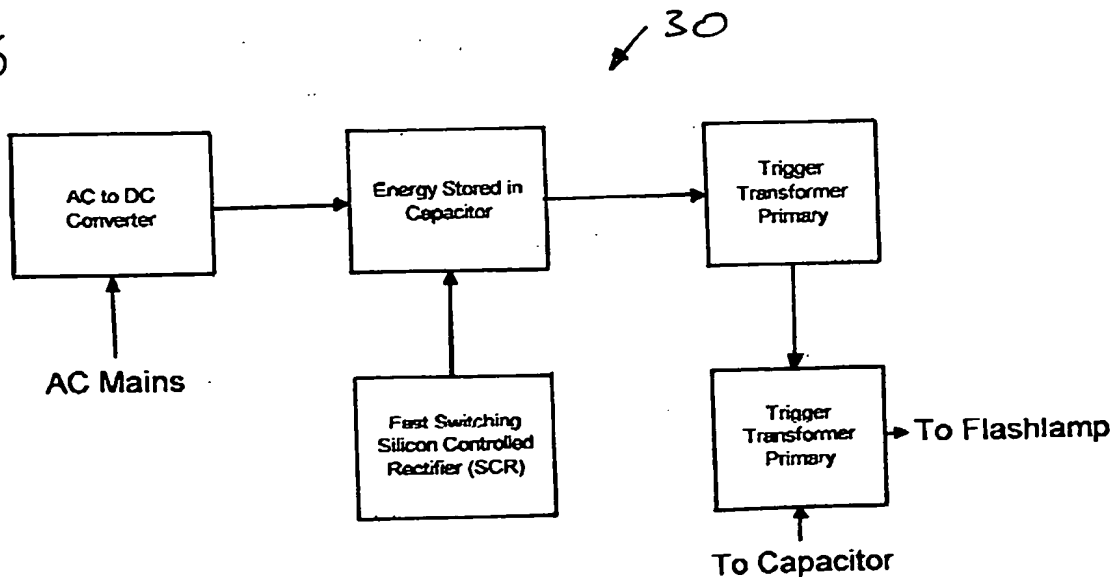 30
AC to DC
Converter
Energy Stored in
Capacitor
Trigger
Transformer
Primary
AC Mains
Fast Switching
Silicon Controlled
Rectifier (SCR)
Trigger
Transformer
Primary
To Flashlamp
To Capacitor